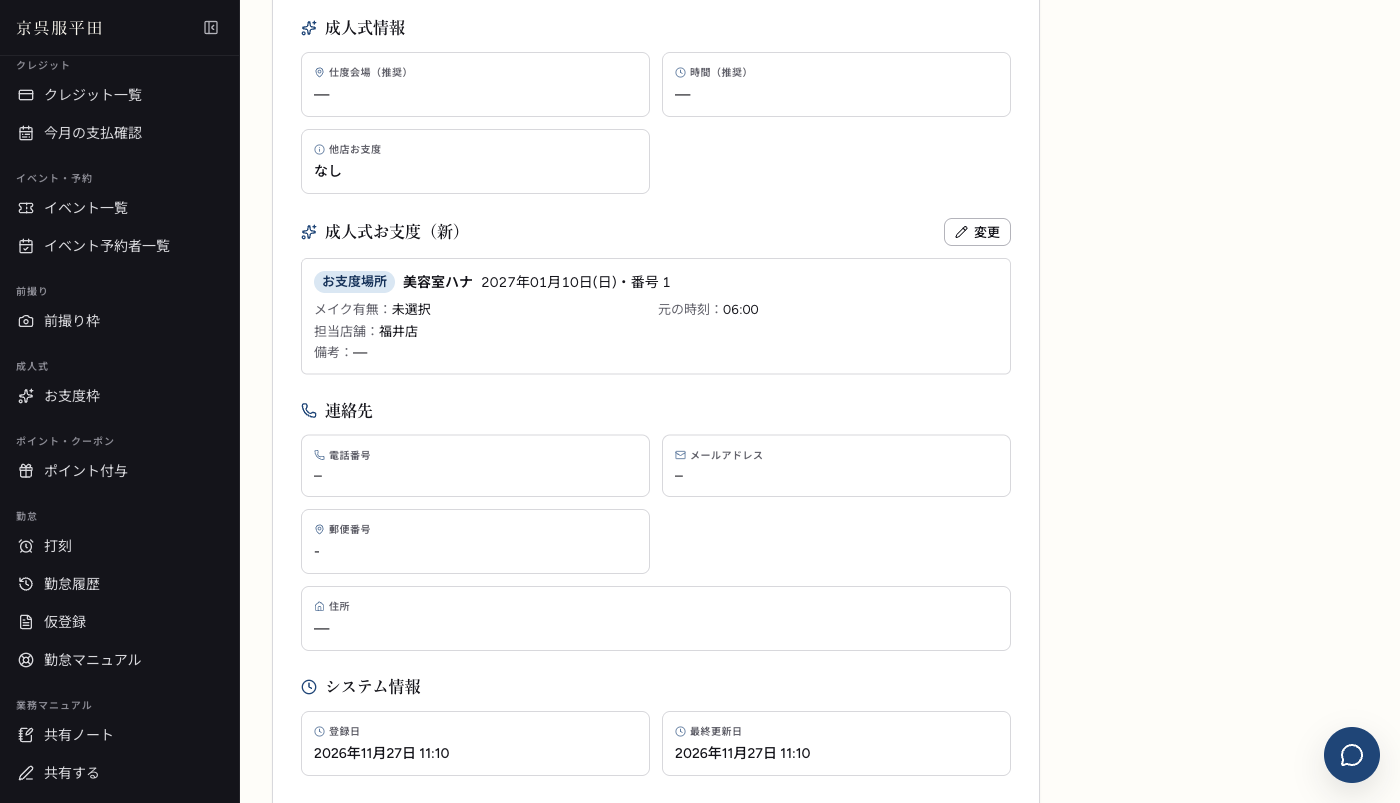 京呉服平田
クレジット
クレジット一覧
今月の支払確認
イベント・予約
イベント一覧
イベント予約者一覧
前撮り
前撮り枠
成人式
お支度枠
ポイント・クーポン
ポイント付与
勤怠
打刻
勤怠履歴
仮登録
勤怠マニュアル
業務マニュアル
共有ノート
共有する
成人式情報
仕度会場（推奨）
—
時間（推奨）
—
他店お支度
なし
成人式お支度（新）
変更
お支度場所 美容室ハナ 2027年01月10日(日)・番号 1
メイク有無：未選択
元の時刻：06:00
担当店舗：福井店
備考：—
連絡先
電話番号
–
メールアドレス
–
郵便番号
-
住所
—
システム情報
登録日
2026年11月27日 11:10
最終更新日
2026年11月27日 11:10